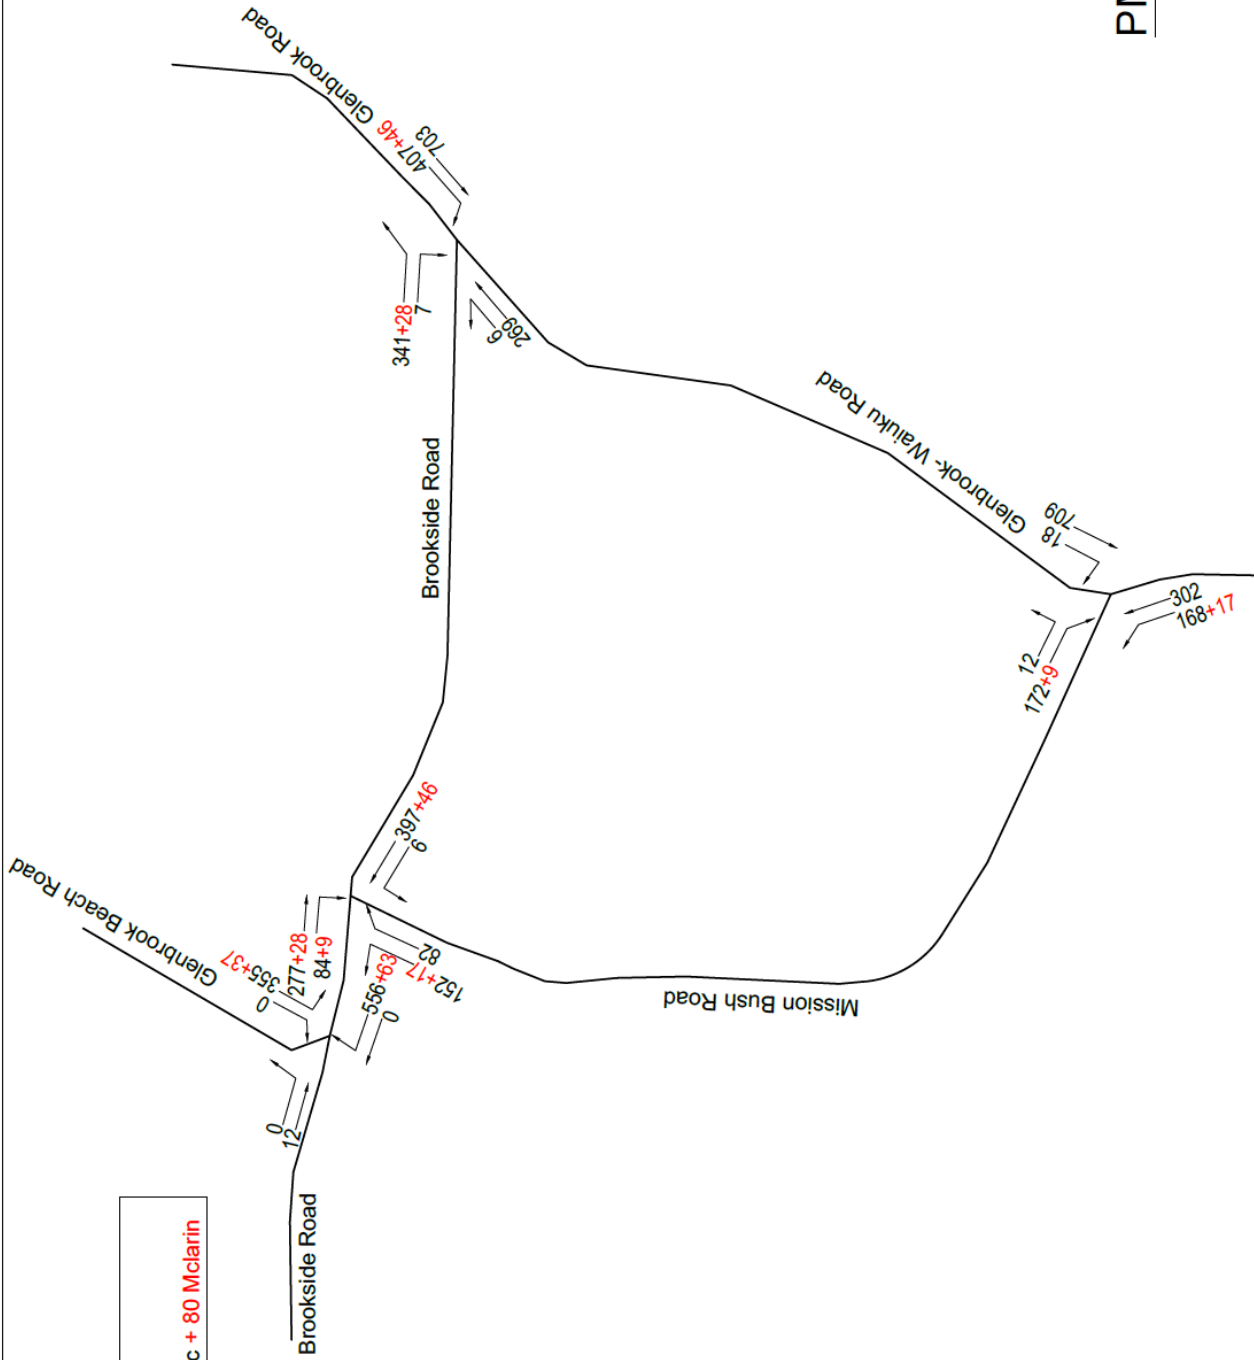 PM
Glenbrook Road
407+46
703
341+28
7
6
269
Brookside Road
Glenbrook- Waiuku Road
18
709
302
168+17
12
172+9
397+46
Glenbrook Beach Road
355+37
0
277+28
84+9
82
152+17
556+63
0
0
12
Mission Bush Road
Brookside Road
c + 80 Mclarin